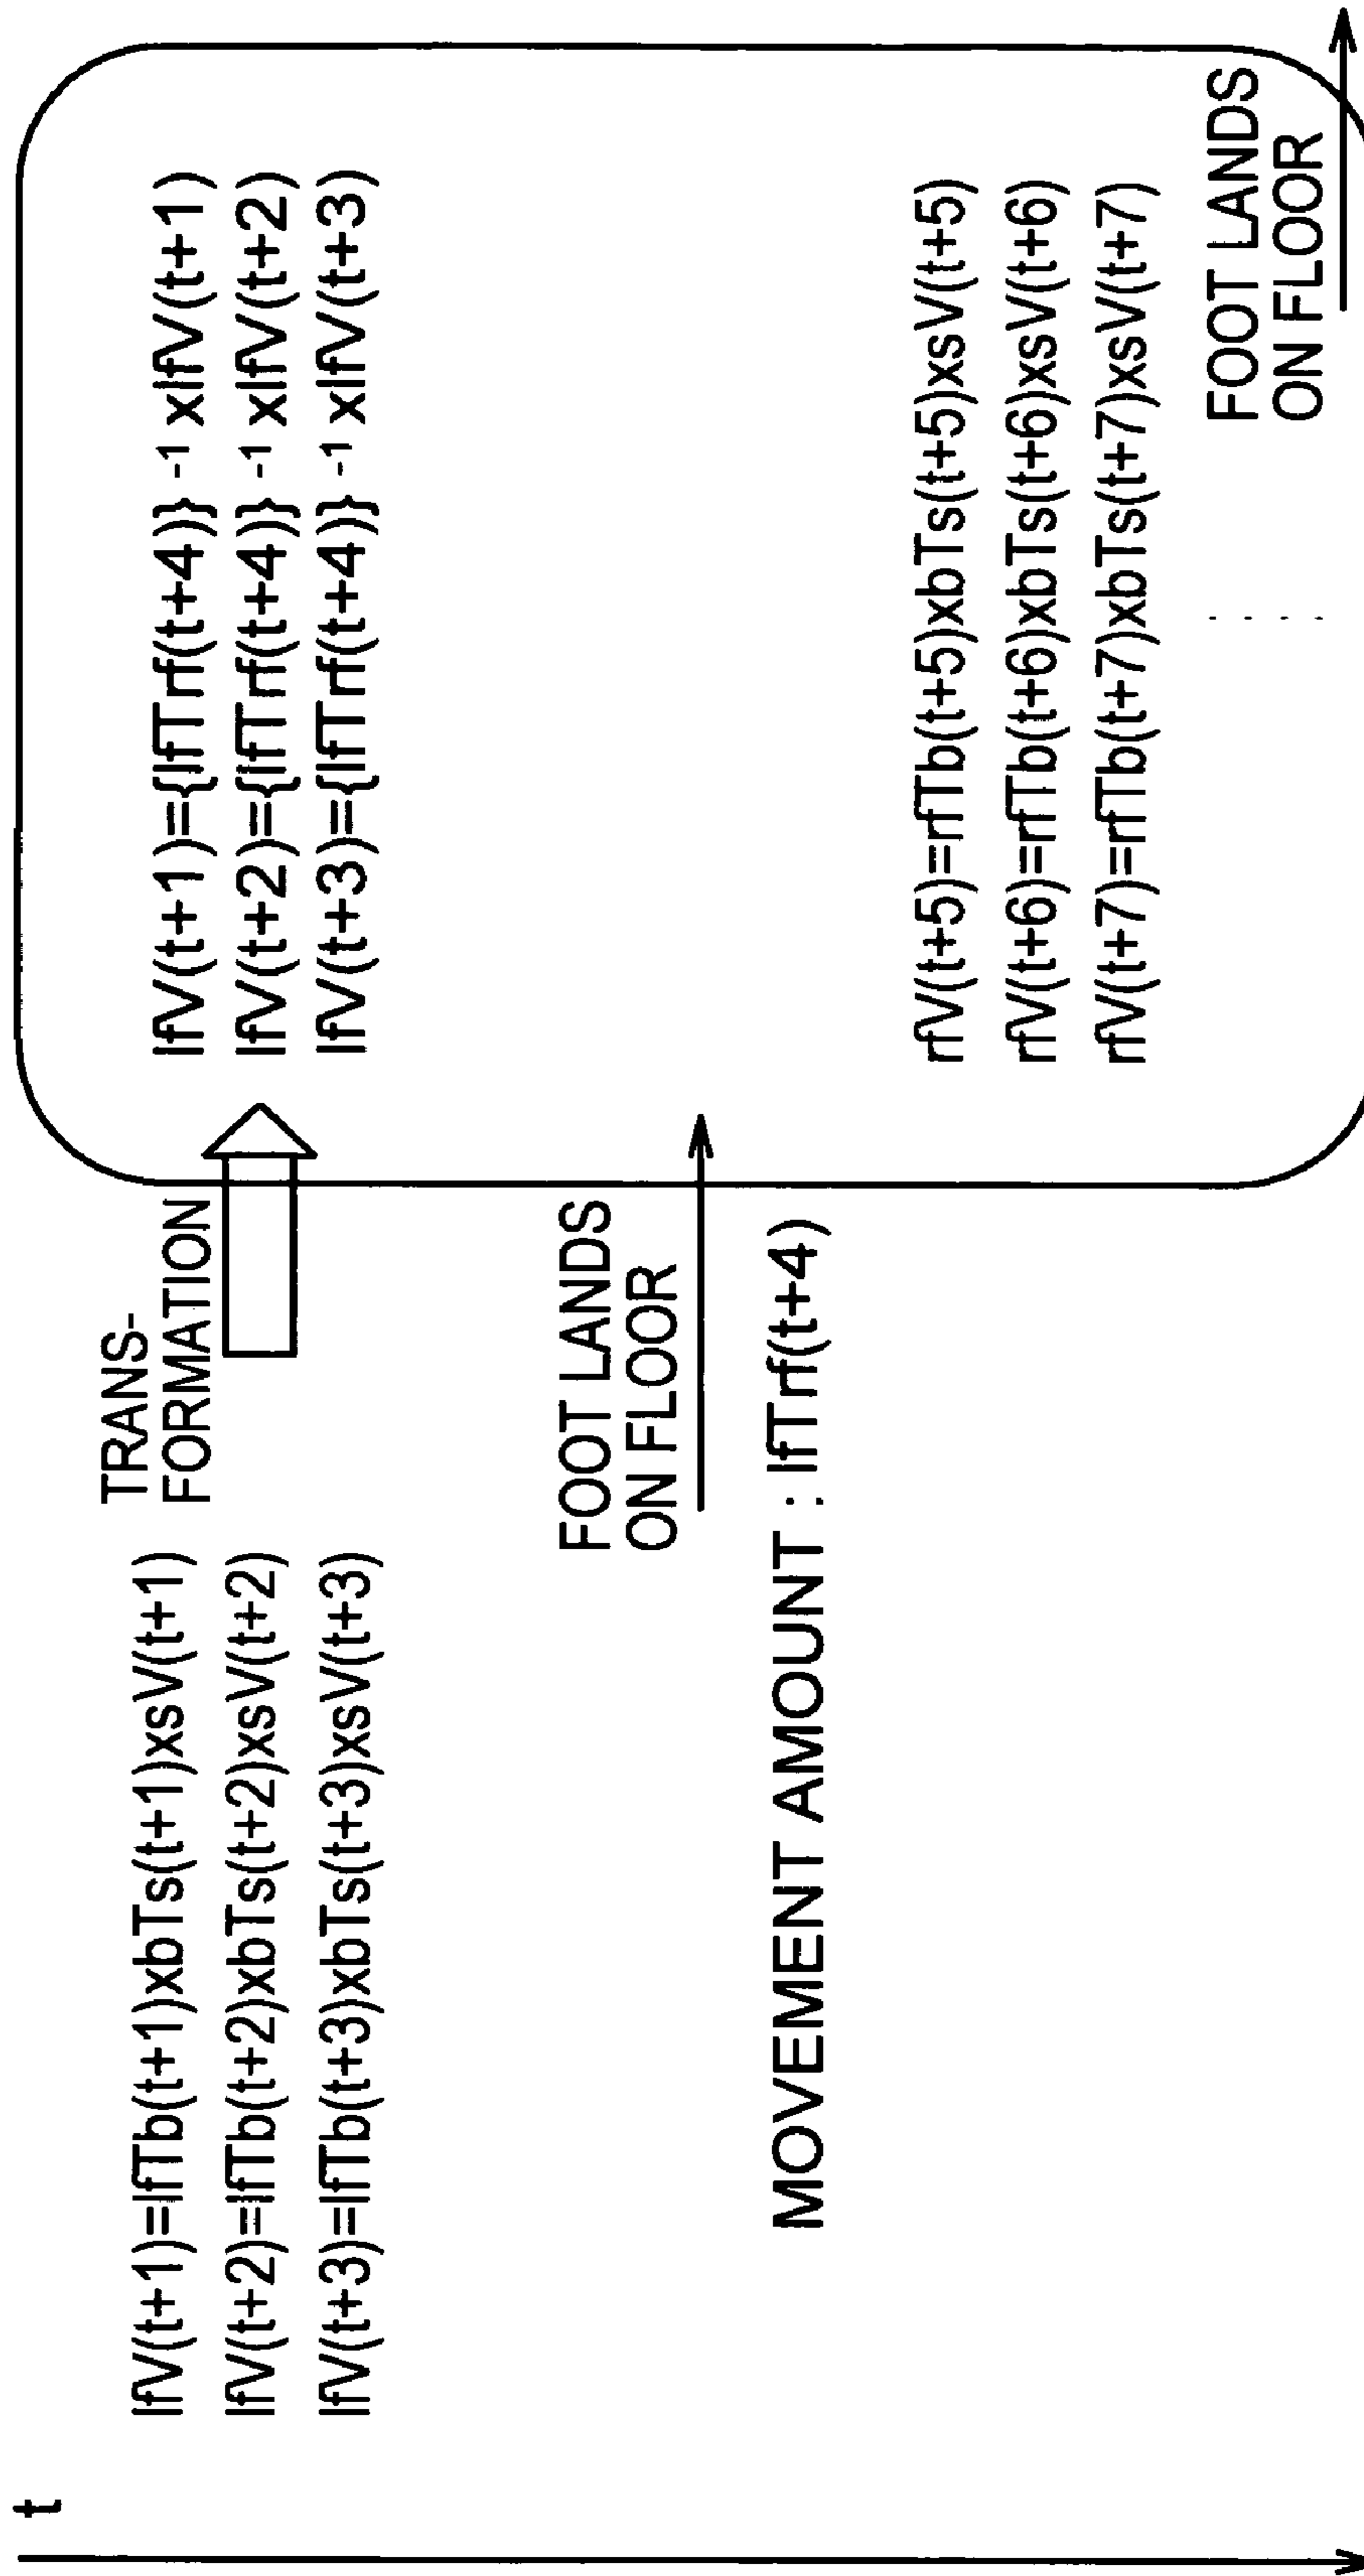 t
lfV(t+1)=lfTb(t+1)xbTs(t+1)xsV(t+1)
lfV(t+2)=lfTb(t+2)xbTs(t+2)xsV(t+2)
lfV(t+3)=lfTb(t+3)xbTs(t+3)xsV(t+3)
TRANS-
FORMATION
lfV(t+1)={lfTrf(t+4)} -1 xlfV(t+1)
lfV(t+2)={lfTrf(t+4)} -1 xlfV(t+2)
lfV(t+3)={lfTrf(t+4)} -1 xlfV(t+3)
FOOT LANDS
ON FLOOR
MOVEMENT AMOUNT : lfTrf(t+4)
rfV(t+5)=rfTb(t+5)xbTs(t+5)xsV(t+5)
rfV(t+6)=rfTb(t+6)xbTs(t+6)xsV(t+6)
rfV(t+7)=rfTb(t+7)xbTs(t+7)xsV(t+7)
FOOT LANDS
ON FLOOR